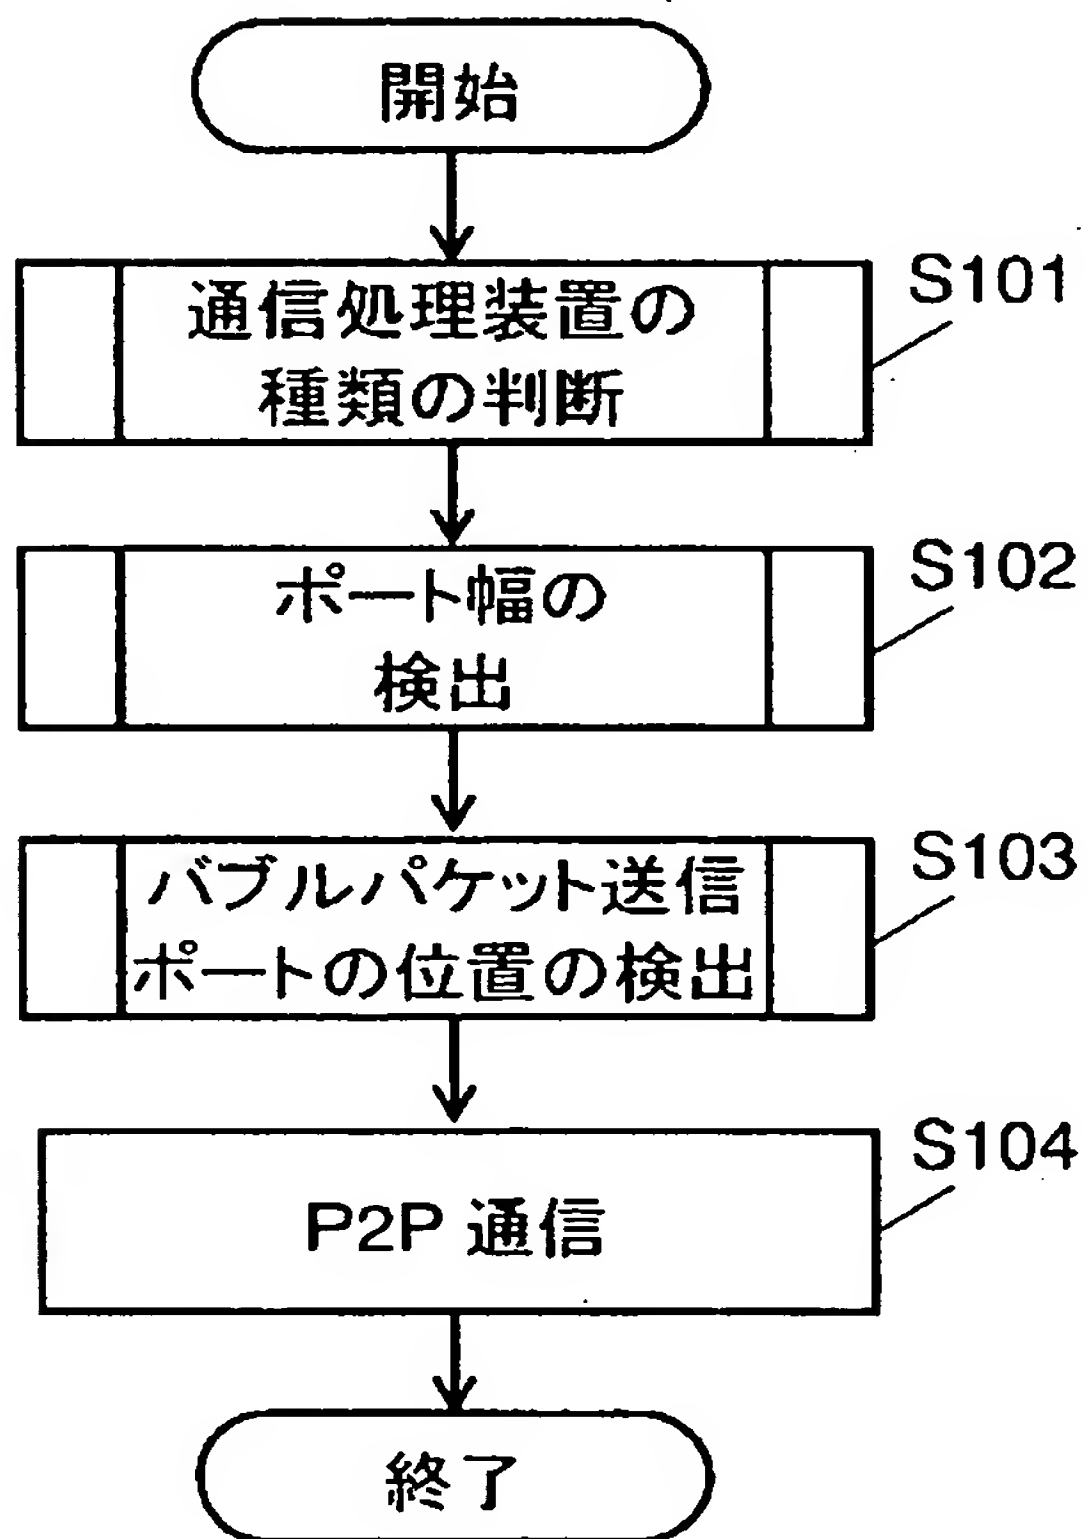 開始
通信処理装置の
種類の判断
S101
ポート幅の
検出
S102
バブルパケット送信
ポートの位置の検出
S103
P2P 通信
S104
終了